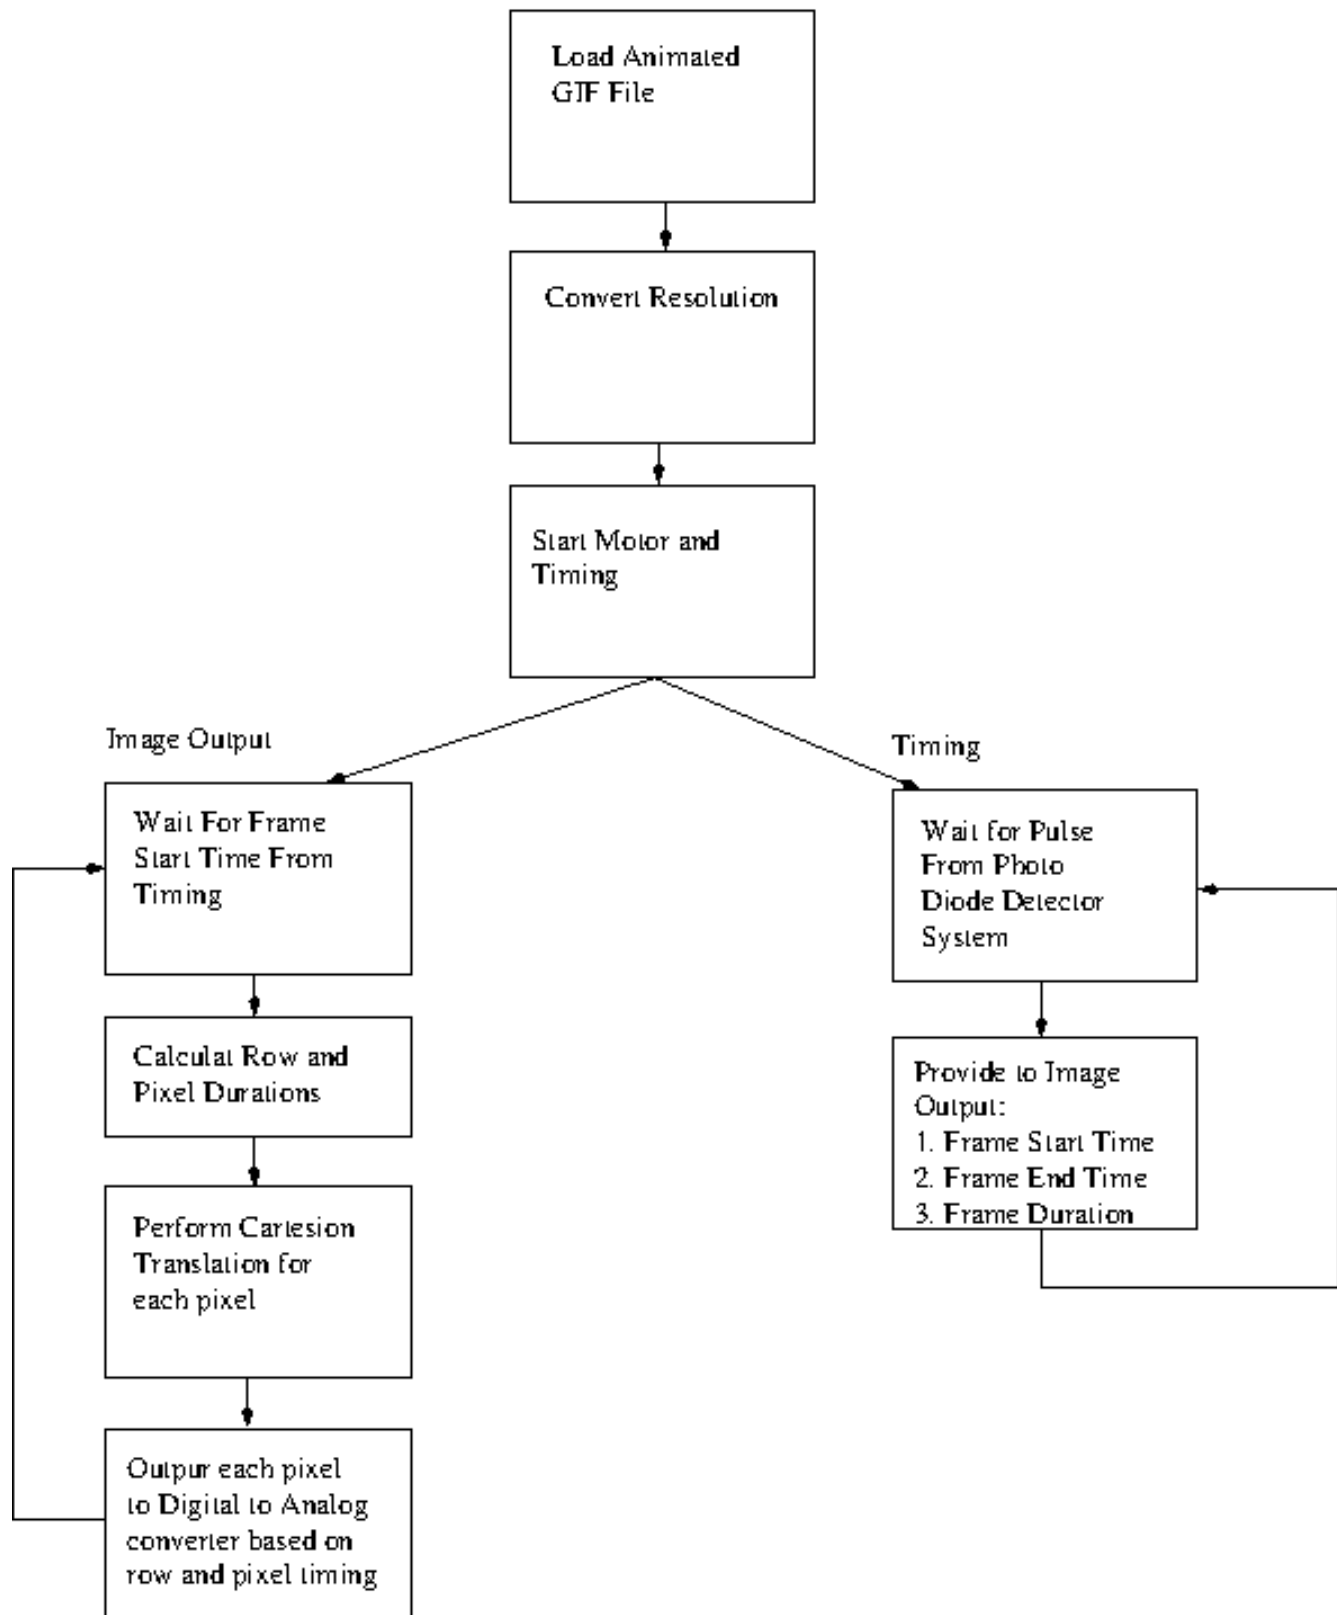 Load Animated
GIF File
Convert Resolution
Start Motor and
Timing
Image Output
Timing
Wait For Frame
Start Time From
Timing
Wait for Pulse
From Photo
Diode Detector
System
Calculat Row and
Pixel Durations
Provide to Image
Output:
1. Frame Start Time
2. Frame End Time
3. Frame Duration
Perform Cartesion
Translation for
each pixel
Outpur each pixel
to Digital to Analog
converter based on
row and pixel timing